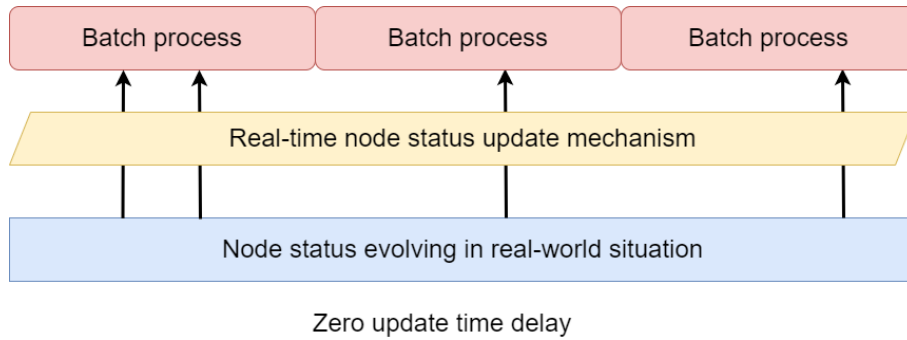 Batch process
Batch process
Batch process
Real-time node status update mechanism
Node status evolving in real-world situation
Zero update time delay